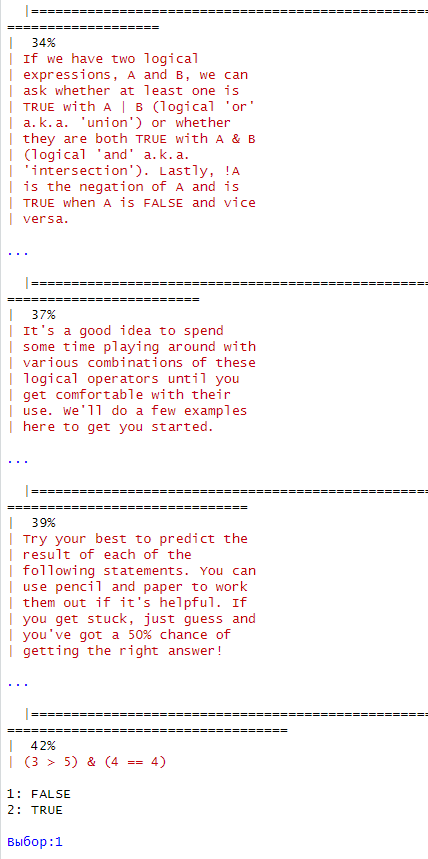 |==================================================
===================
| 34%
| If we have two logical
| expressions, A and B, we can
| ask whether at least one is
| TRUE with A | B (logical 'or'
| a.k.a. 'union') or whether
| they are both TRUE with A & B
| (logical 'and' a.k.a.
| 'intersection'). Lastly, !A
| is the negation of A and is
| TRUE when A is FALSE and vice
| versa.
...
|==================================================
========================
| 37%
| It's a good idea to spend
| some time playing around with
| various combinations of these
| logical operators until you
| get comfortable with their
| use. We'll do a few examples
| here to get you started.
...
|==================================================
==============================
| 39%
| Try your best to predict the
| result of each of the
| following statements. You can
| use pencil and paper to work
| them out if it's helpful. If
| you get stuck, just guess and
| you've got a 50% chance of
| getting the right answer!
...
|==================================================
===================================
| 42%
| (3 > 5) & (4 == 4)
1: FALSE
2: TRUE
Выбор:1